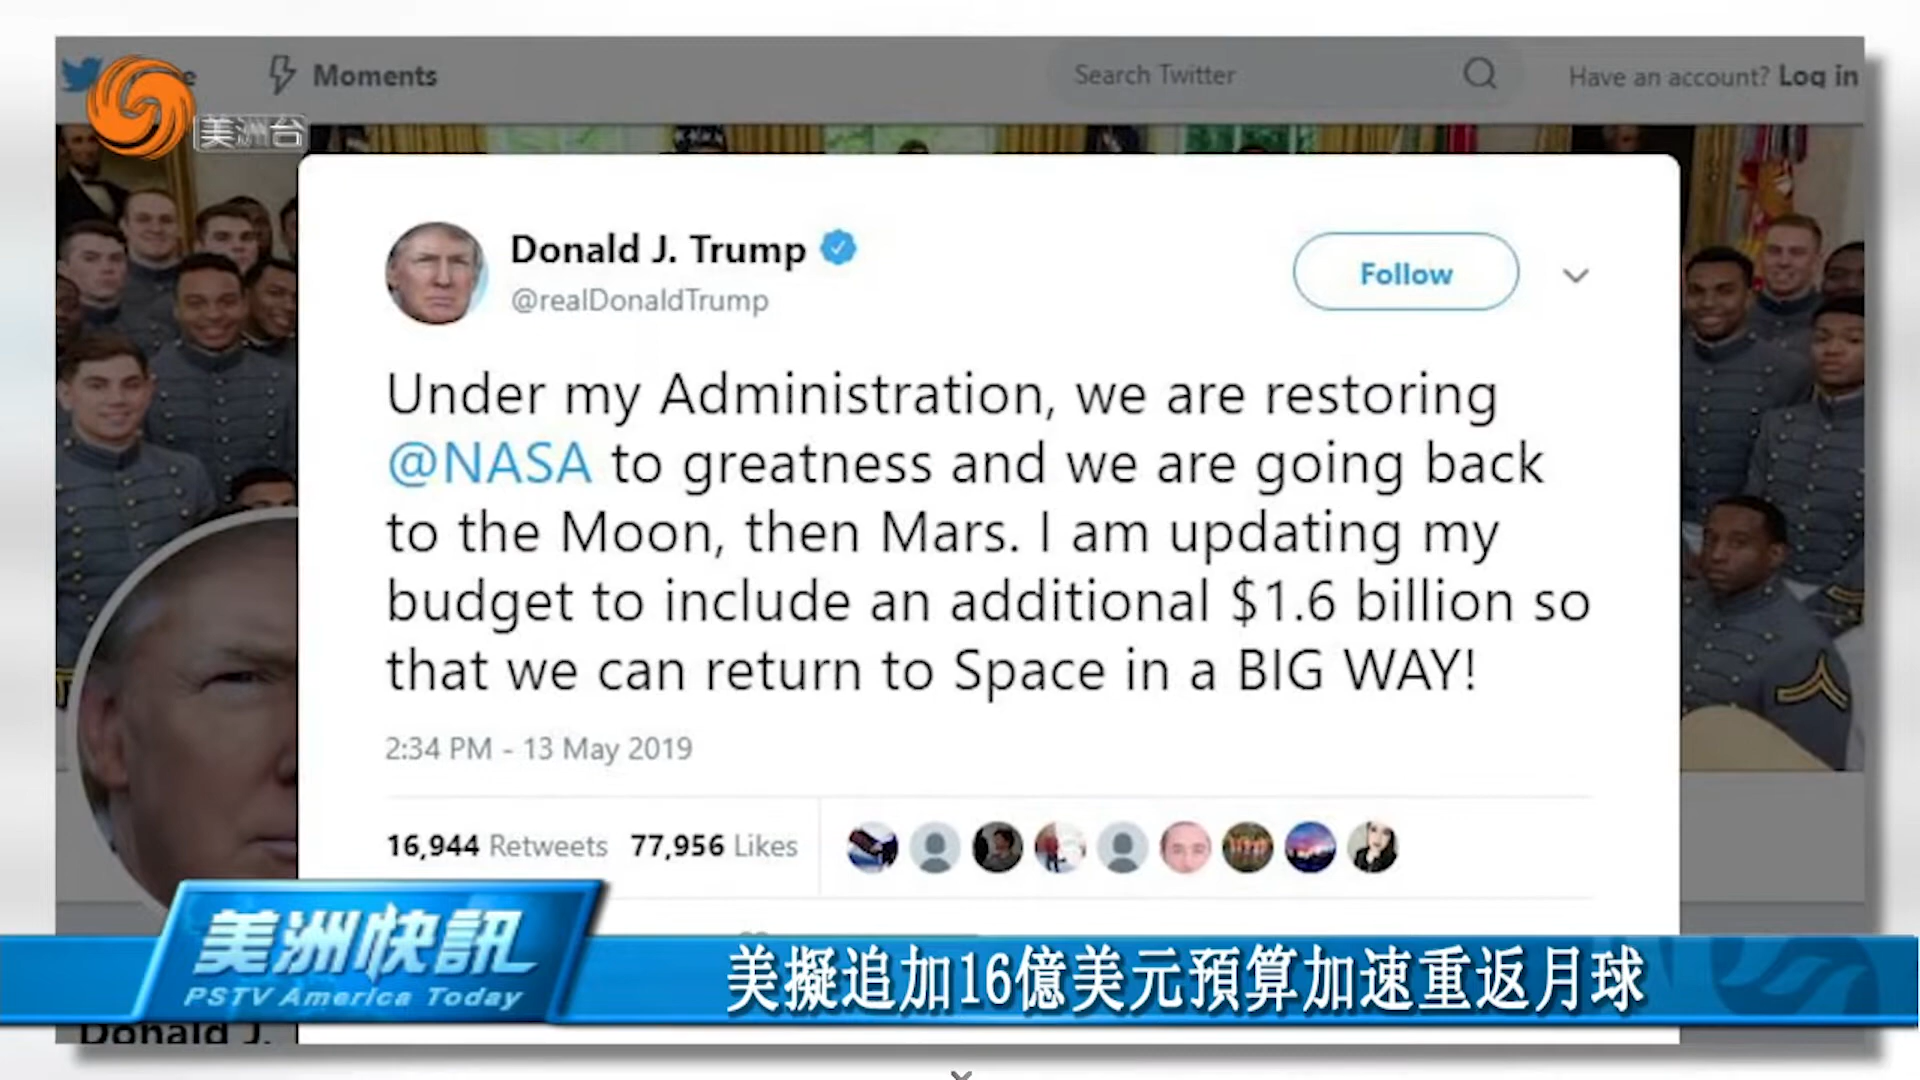 Moments
Search Twitter
Have an account? Log in
美洲台
Donald J. Trump
@realDonaldTrump
Follow
Under my Administration, we are restoring
@NASA to greatness and we are going back
to the Moon, then Mars. I am updating my
budget to include an additional $1.6 billion so
that we can return to Space in a BIG WAY!
2:34 PM - 13 May 2019
16,944 Retweets 77,956 Likes
美洲快訊
PSTV America Today
美擬追加16億美元預算加速重返月球
Donald J.